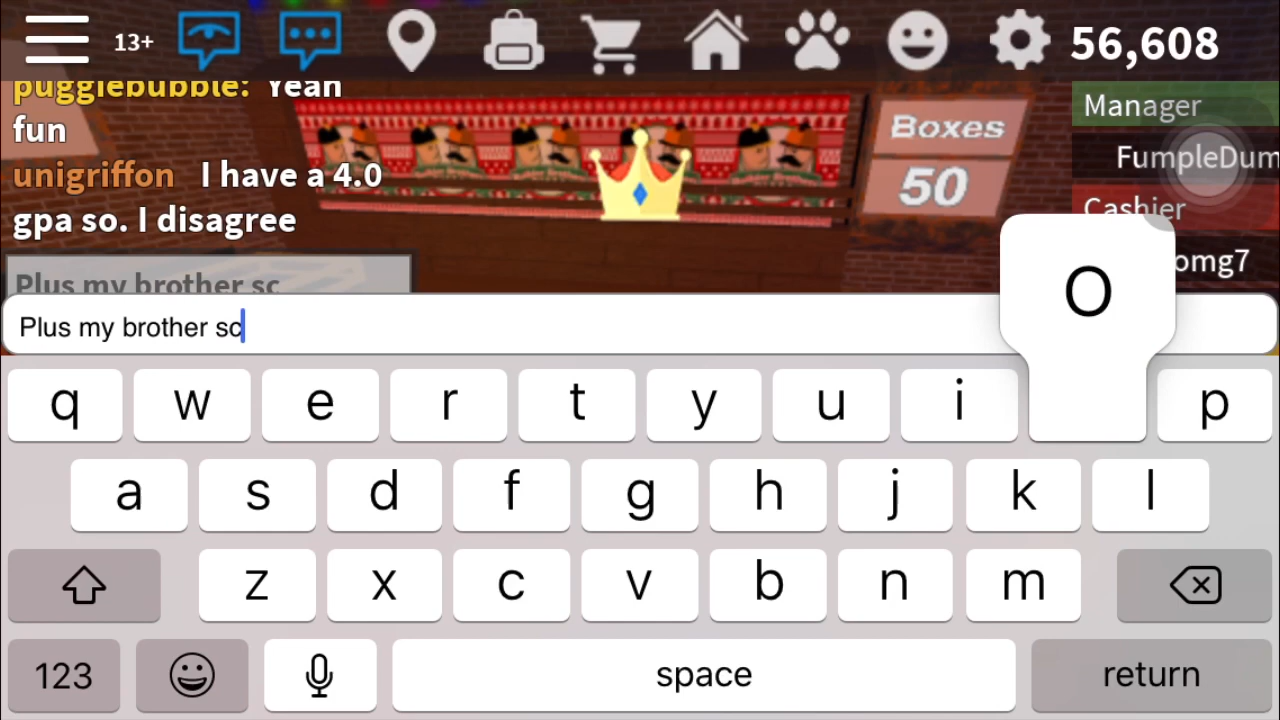 13+
56,608
pugglebubble: Yeah
fun
unigriffon I have a 4.0
gpa so. I disagree
Plus my brother sc
Boxes
50
Manager
FumpleDum
Cashier
omg7
Plus my brother sc
O
q w e r t y u i p
a s d f g h j k l
z x c v b n m
123 space return